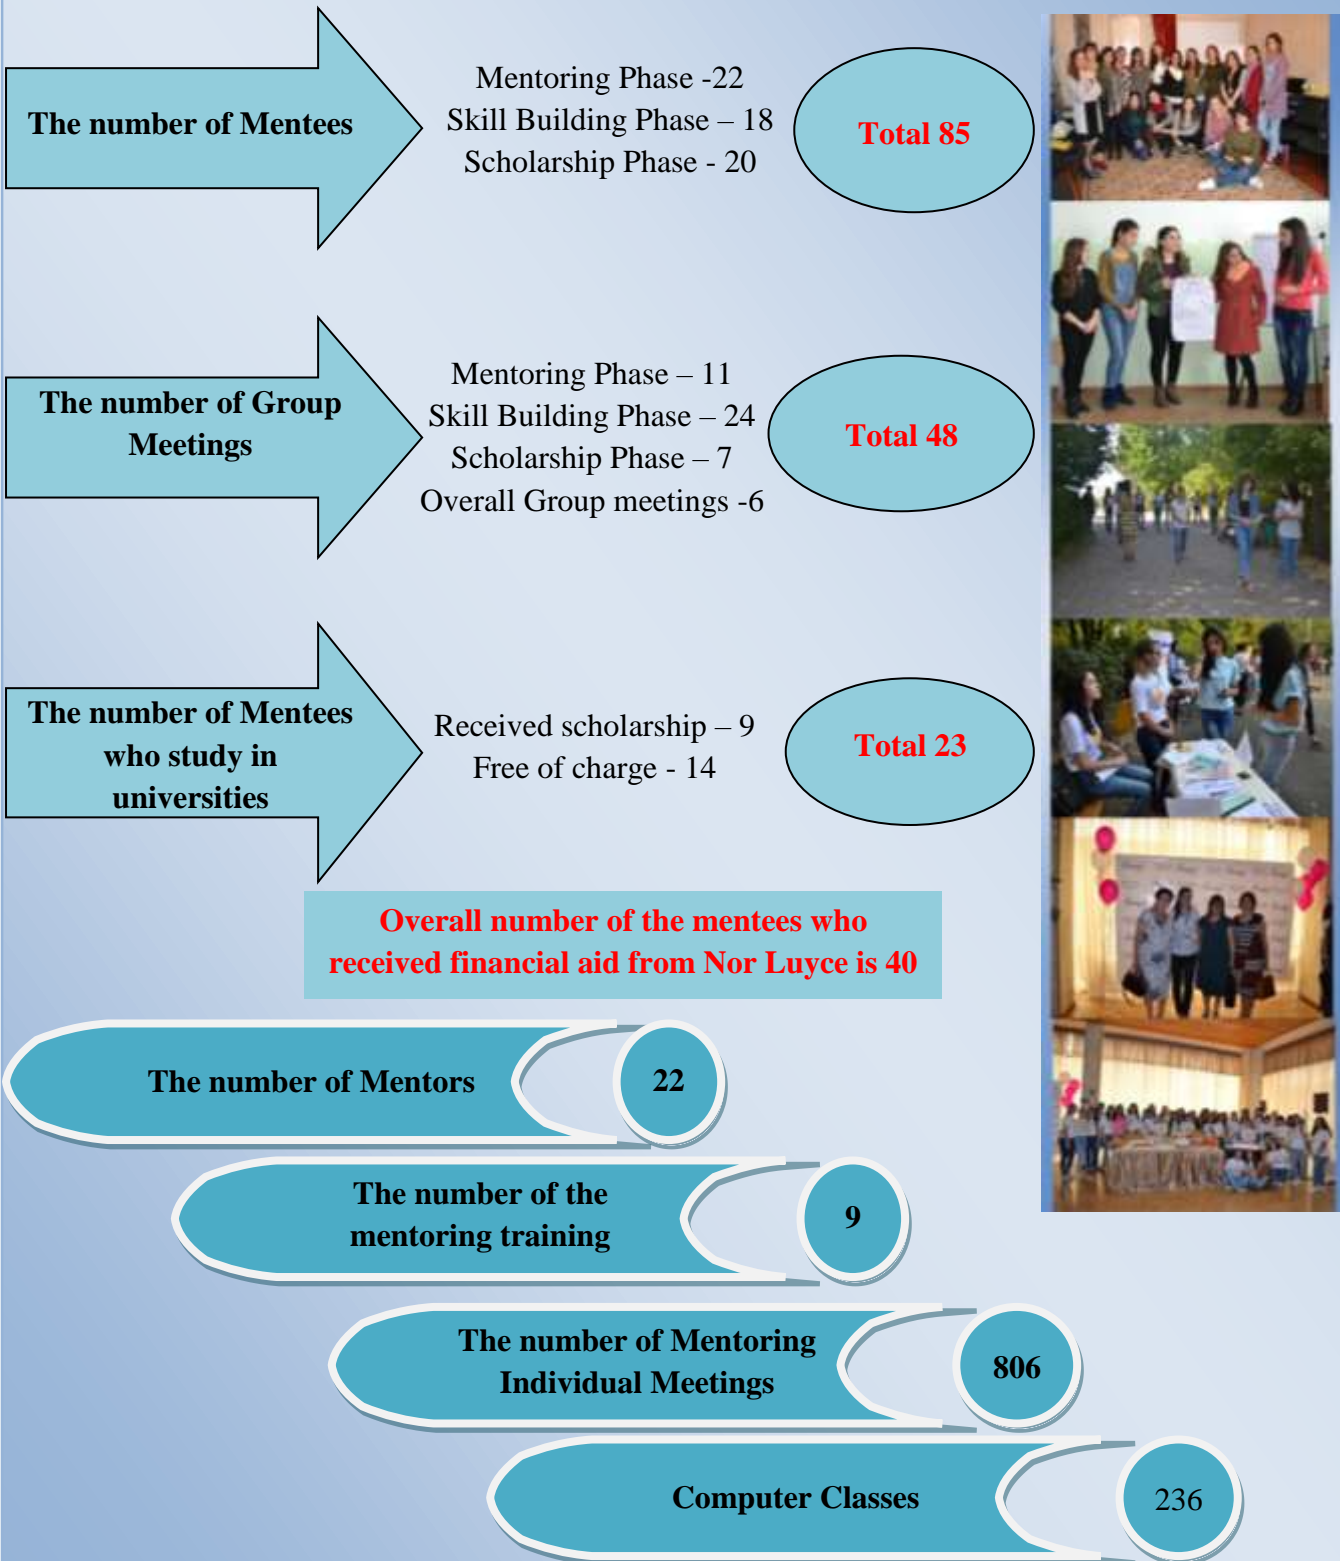 The number of Mentees
Mentoring Phase -22
Skill Building Phase – 18
Scholarship Phase - 20
Total 85
The number of Group
Meetings
Mentoring Phase – 11
Skill Building Phase – 24
Scholarship Phase – 7
Overall Group meetings -6
Total 48
The number of Mentees
who study in
universities
Received scholarship – 9
Free of charge - 14
Total 23
Overall number of the mentees who
received financial aid from Nor Luyce is 40
The number of Mentors
22
The number of the
mentoring training
9
The number of Mentoring
Individual Meetings
806
Computer Classes
236